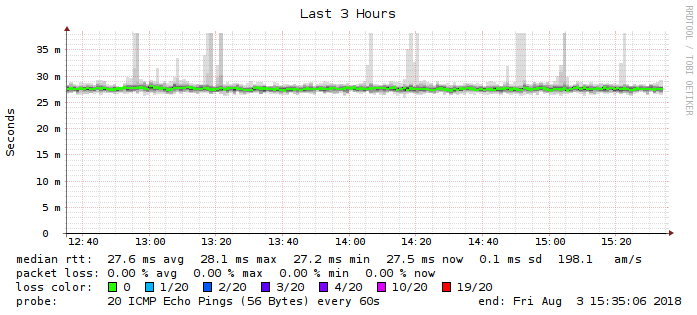 Last 3 Hours
RRDTOOL / TOBI OETIKER
Seconds
35 m
30 m
25 m
20 m
15 m
10 m
5 m
0
12:40 13:00 13:20 13:40 14:00 14:20 14:40 15:00 15:20
median rtt: 27.6 ms avg 28.1 ms max 27.2 ms min 27.5 ms now 0.1 ms sd 198.1 am/s
packet loss: 0.00 % avg 0.00 % max 0.00 % min 0.00 % now
loss color: 0 1/20 2/20 3/20 4/20 10/20 19/20
probe: 20 ICMP Echo Pings (56 Bytes) every 60s end: Fri Aug 3 15:35:06 2018